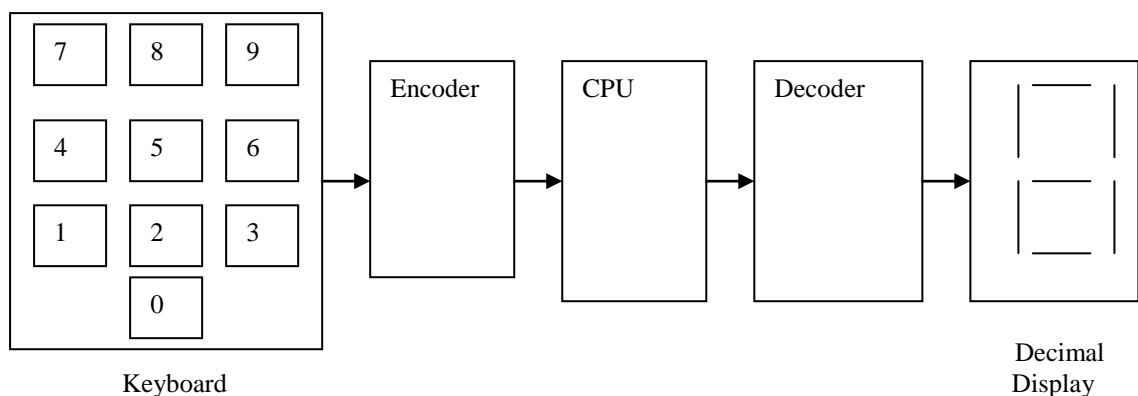 7 8 9
Encoder CPU Decoder
4 5 6
1 2 3
0
Decimal
Display
Keyboard